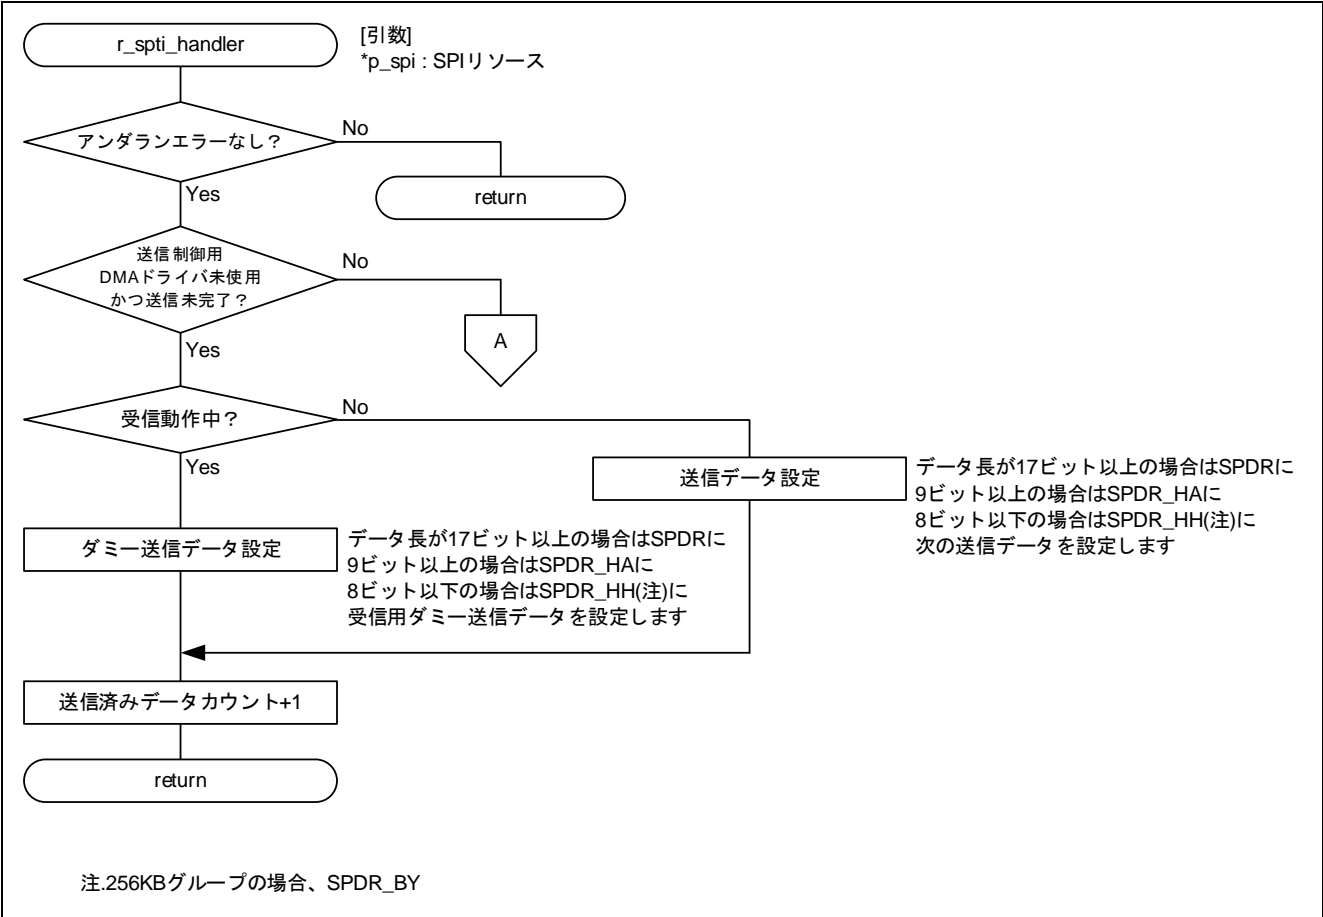 r_spti_handler
[引数]
*p_spi : SPIリソース
アンダランエラーなし?
No
return
Yes
送信制御用
DMAドライバ未使用
かつ送信未完了?
No
A
Yes
受信動作中?
No
Yes
送信データ設定
データ長が17ビット以上の場合はSPDRに
9ビット以上の場合はSPDR_HAに
8ビット以下の場合はSPDR_HH(注)に
次の送信データを設定します
ダミー送信データ設定
データ長が17ビット以上の場合はSPDRに
9ビット以上の場合はSPDR_HAに
8ビット以下の場合はSPDR_HH(注)に
受信用ダミー送信データを設定します
送信済みデータカウント+1
return
注.256KBグループの場合、SPDR_BY